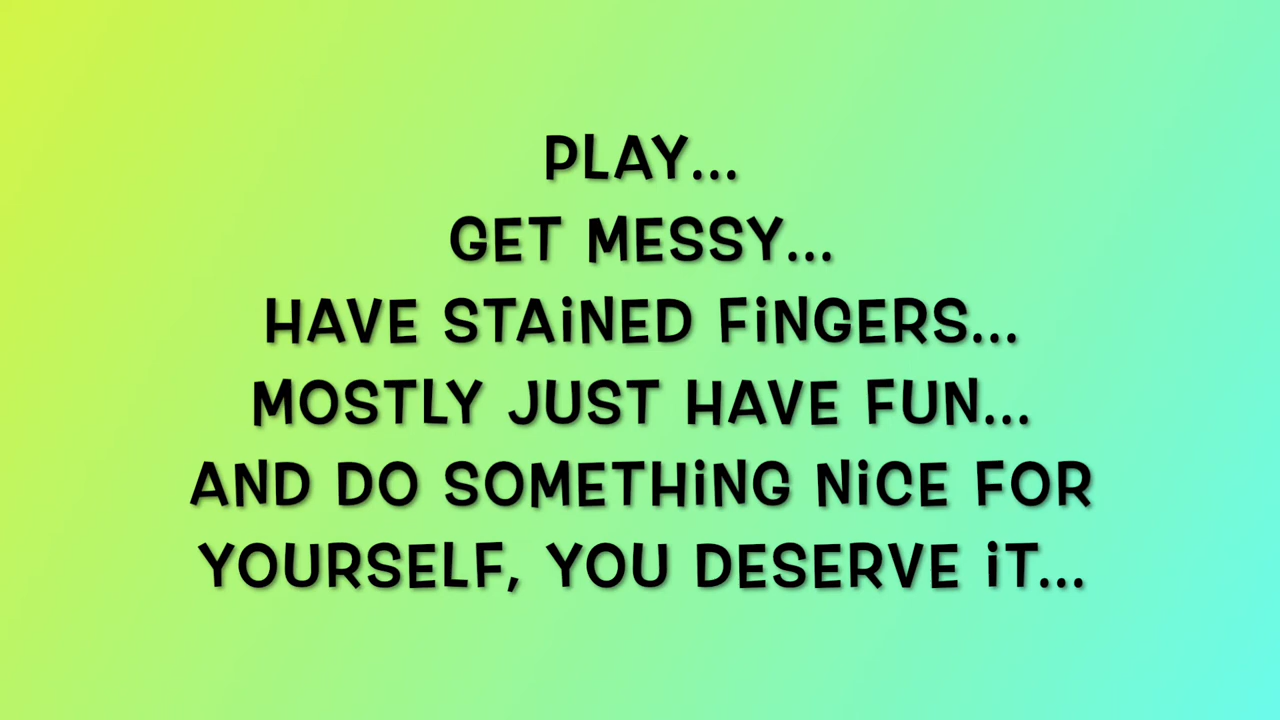 PLAY...
GET MESSY...
HAVE STAiNED FiNGERS...
MOSTLY JUST HAVE FUN...
AND DO SOMETHiNG NiCE FOR
YOURSELF, YOU DESERVE iT...